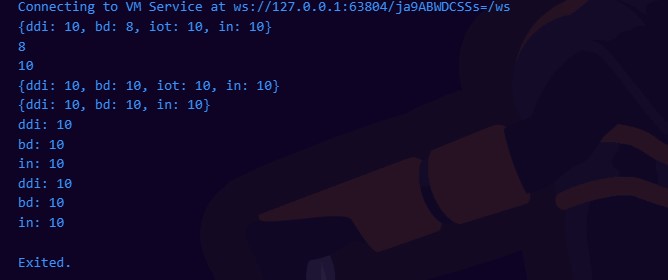 Connecting to VM Service at ws://127.0.0.1:63804/ja9ABWDCSSs=/ws
{ddi: 10, bd: 8, iot: 10, in: 10}
8
10
{ddi: 10, bd: 10, iot: 10, in: 10}
{ddi: 10, bd: 10, in: 10}
ddi: 10
bd: 10
in: 10
ddi: 10
bd: 10
in: 10
Exited.